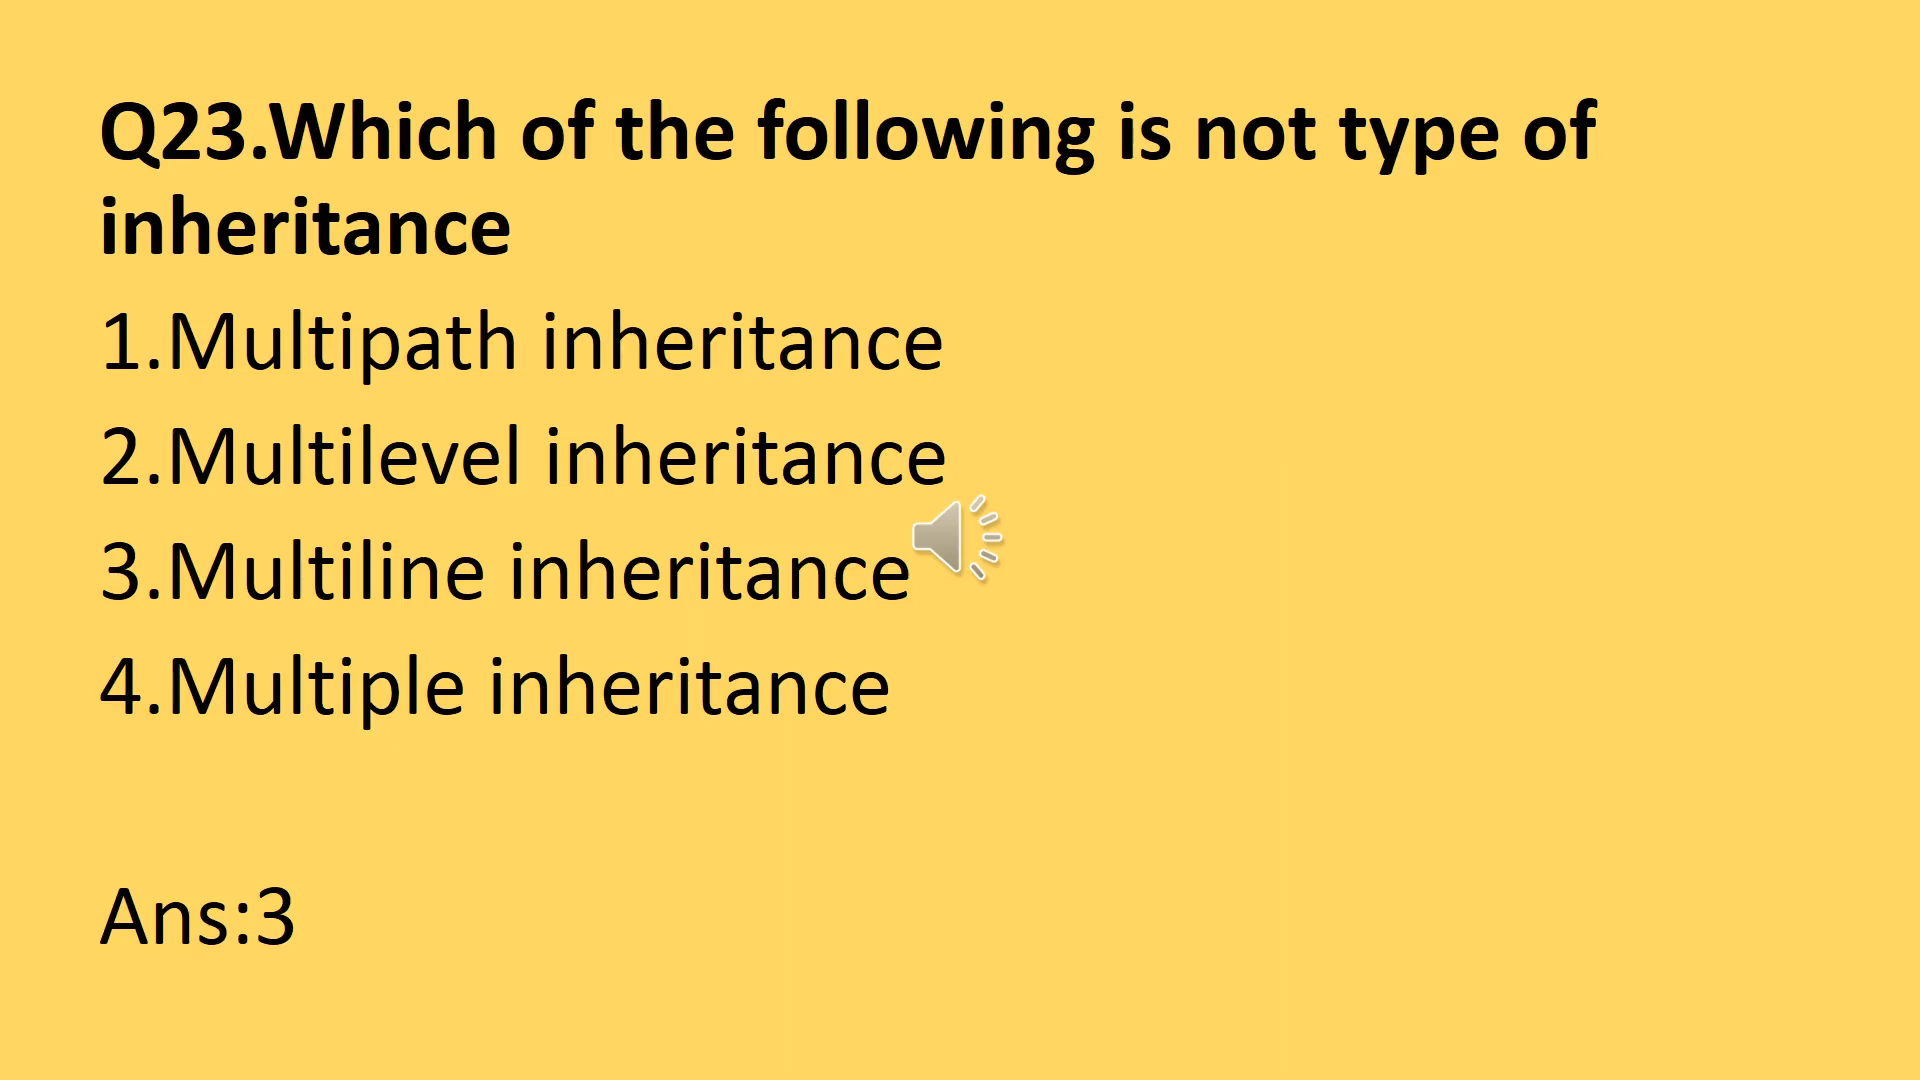 Q23.Which of the following is not type of
inheritance
1.Multipath inheritance
2.Multilevel inheritance
3.Multiline inheritance
4.Multiple inheritance
Ans:3